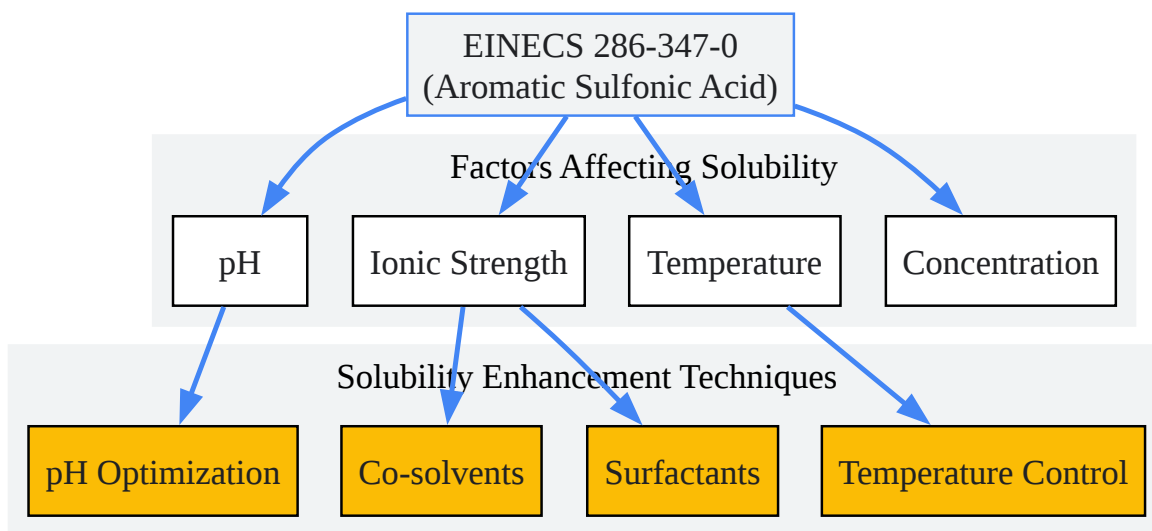 EINECS 286-347-0
(Aromatic Sulfonic Acid)
Factors Affecting Solubility
pH
Ionic Strength
Temperature
Concentration
Solubility Enhancement Techniques
pH Optimization
Co-solvents
Surfactants
Temperature Control